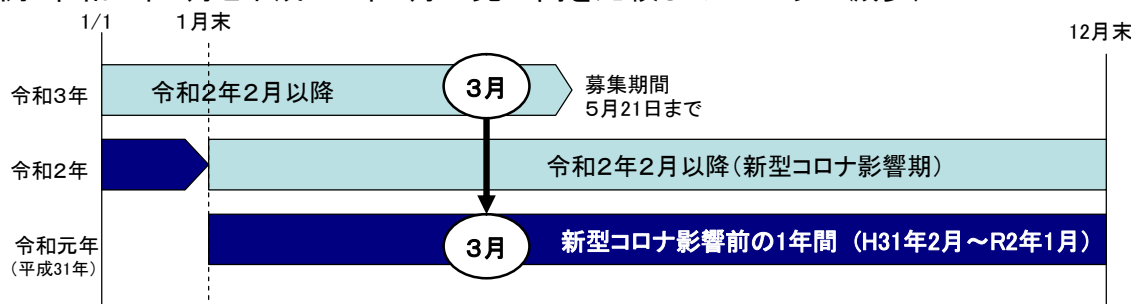 1/1
1月末
12月末
令和3年
令和2年2月以降
3月
募集期間
5月21日まで
令和2年
令和2年2月以降(新型コロナ影響期)
令和元年
(平成31年)
3月
新型コロナ影響前の1年間 (H31年2月～R2年1月)